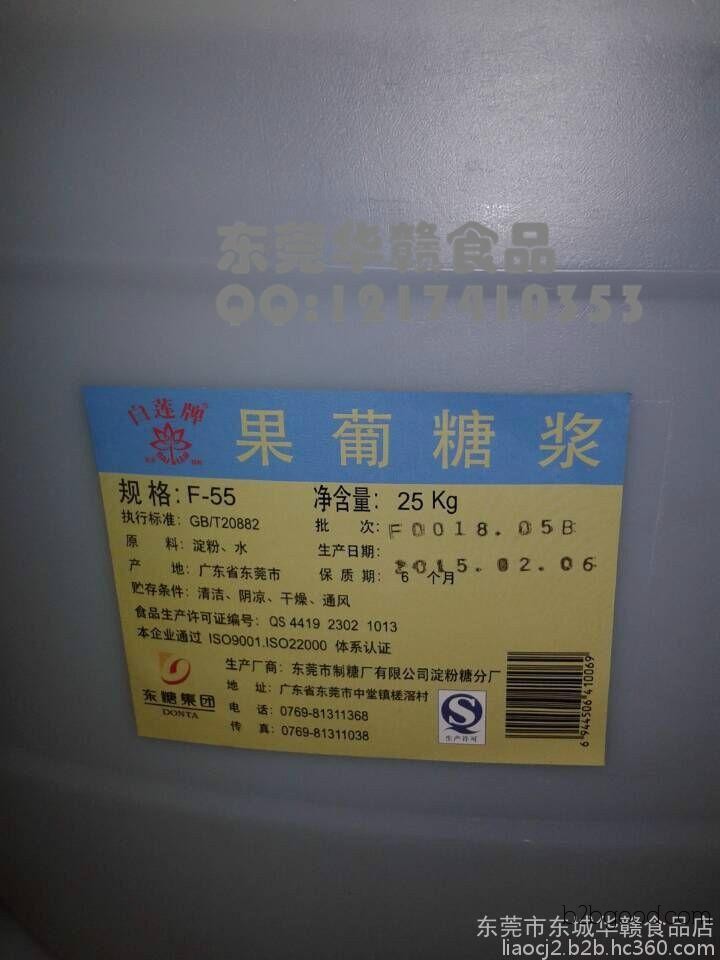 东莞华赣食品
QQ:1217410353
白莲牌®
果葡糖浆
规格: F-55 净含量: 25 Kg
执行标准: GB/T20882 批 次: F0018.05B
原 料: 淀粉、水 生产日期: 2015.02.06
产 地: 广东省东莞市 保 质 期: 6 个月
贮存条件: 清洁、阴凉、干燥、通风
食品生产许可证编号: QS 4419 2302 1013
本企业通过 ISO9001.ISO22000 体系认证
生产厂商: 东莞市制糖厂有限公司淀粉糖分厂
地 址: 广东省东莞市中堂镇槎滘村
电 话: 0769-81311368
传 真: 0769-81311038
东糖集团
DONTA
生产许可
69445067410069
b2bgood.com
东莞市东城华赣食品店
liaocj2.b2b.hc360.com